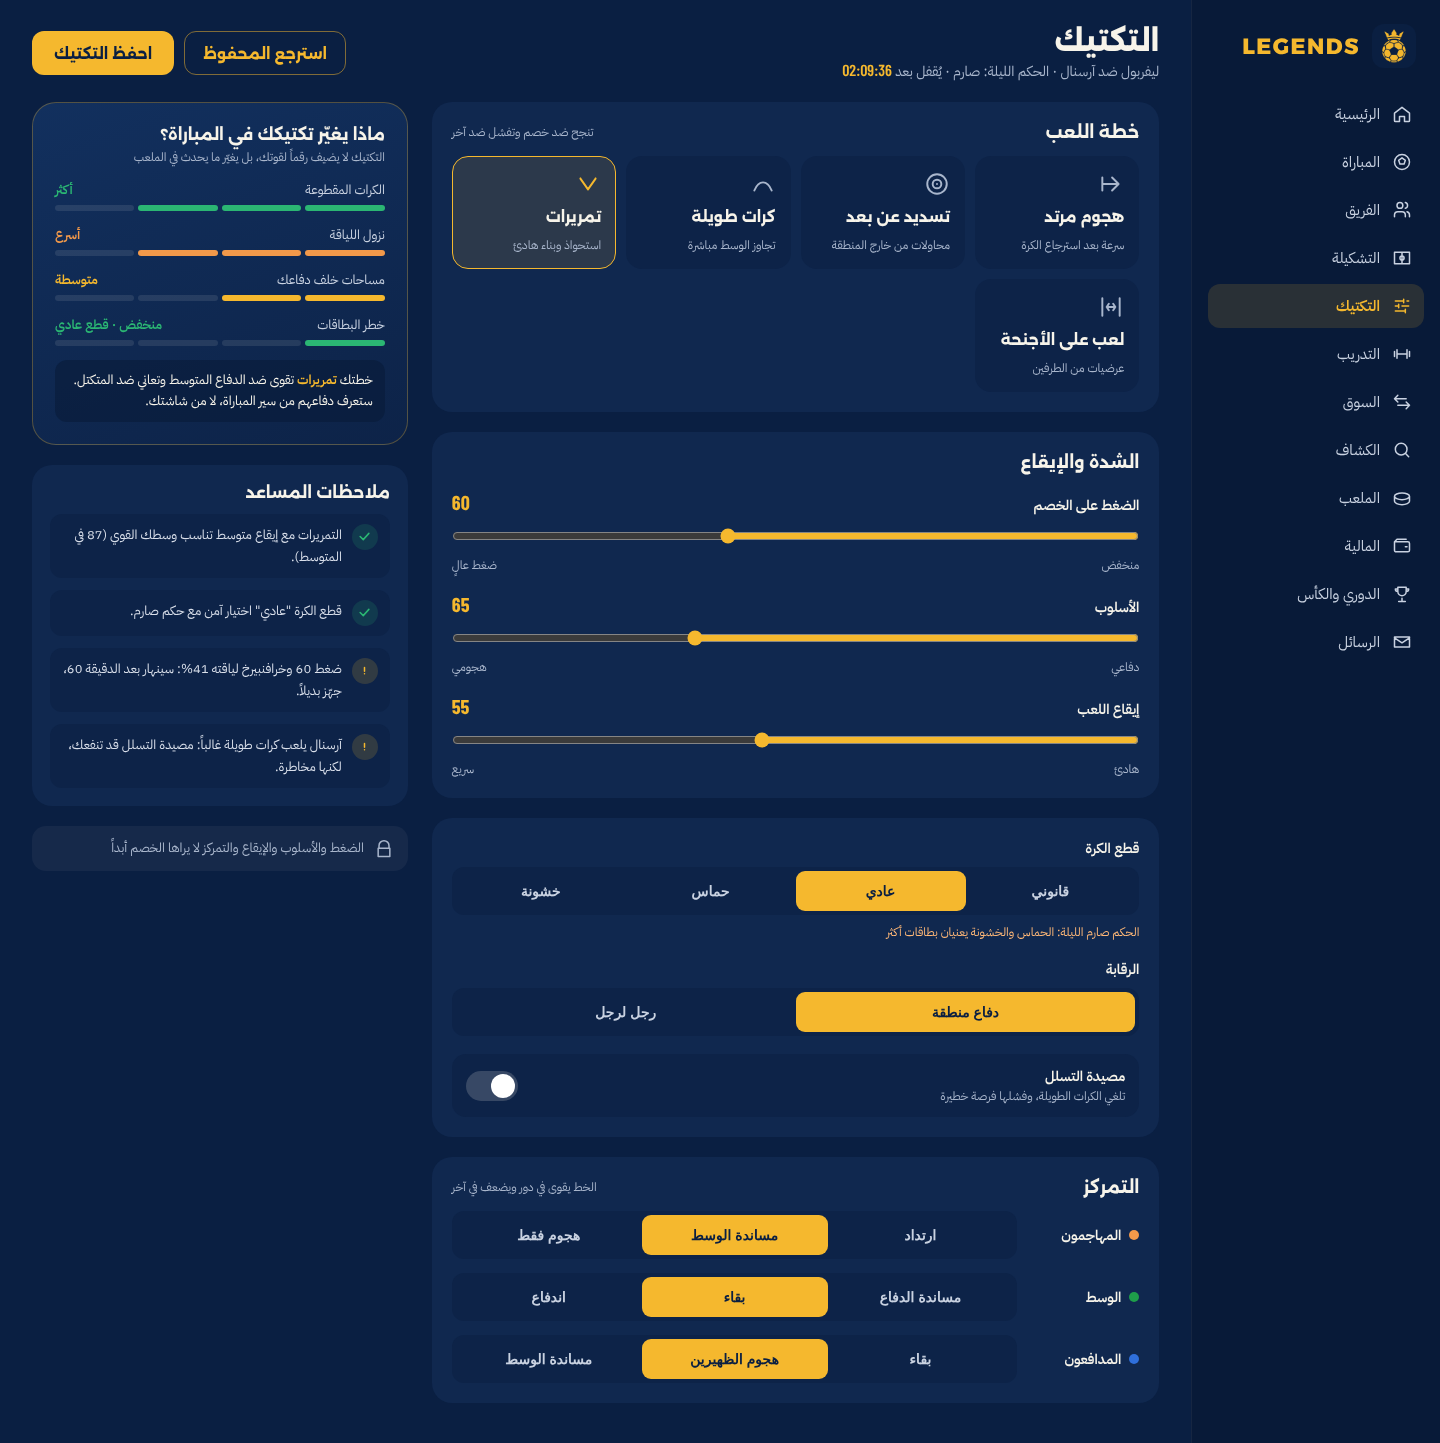 LEGENDS
الرئيسية
المباراة
الفريق
التشكيلة
التكتيك
التدريب
السوق
الكشاف
الملعب
المالية
الدوري والكأس
الرسائل
التكتيك
ليفربول ضد آرسنال · الحكم الليلة: صارم · يُقفل بعد 02:09:36
استرجع المحفوظ
احفظ التكتيك
خطة اللعب
تنجح ضد خصم وتفشل ضد آخر
هجوم مرتد
سرعة بعد استرجاع الكرة
تسديد عن بعد
محاولات من خارج المنطقة
كرات طويلة
تجاوز الوسط مباشرة
تمريرات
استحواذ وبناء هادئ
لعب على الأجنحة
عرضيات من الطرفين
الشدة والإيقاع
الضغط على الخصم
60
منخفض
ضغط عالٍ
الأسلوب
65
دفاعي
هجومي
إيقاع اللعب
55
هادئ
سريع
قطع الكرة
قانوني
عادي
حماس
خشونة
الحكم صارم الليلة: الحماس والخشونة يعنيان بطاقات أكثر
الرقابة
دفاع منطقة
رجل لرجل
مصيدة التسلل
تلغي الكرات الطويلة، وفشلها فرصة خطيرة
التمركز
الخط يقوى في دور ويضعف في آخر
المهاجمون
ارتداد
مساندة الوسط
هجوم فقط
الوسط
مساندة الدفاع
بقاء
اندفاع
المدافعون
بقاء
هجوم الظهيرين
مساندة الوسط
ماذا يغيّر تكتيكك في المباراة؟
التكتيك لا يضيف رقماً لقوتك، بل يغيّر ما يحدث في الملعب
الكرات المقطوعة
أكثر
نزول اللياقة
أسرع
مساحات خلف دفاعك
متوسطة
خطر البطاقات
منخفض · قطع عادي
خطتك تمريرات تقوى ضد الدفاع المتوسط وتعاني ضد المتكتل.
ستعرف دفاعهم من سير المباراة، لا من شاشتك.
ملاحظات المساعد
التمريرات مع إيقاع متوسط تناسب وسطك القوي (87 في
المتوسط).
قطع الكرة "عادي" اختيار آمن مع حكم صارم.
ضغط 60 وخرافنبيرخ لياقته 41%: سينهار بعد الدقيقة 60،
جهّز بديلاً.
آرسنال يلعب كرات طويلة غالباً: مصيدة التسلل قد تنفعك،
لكنها مخاطرة.
الضغط والأسلوب والإيقاع والتمركز لا يراها الخصم أبداً